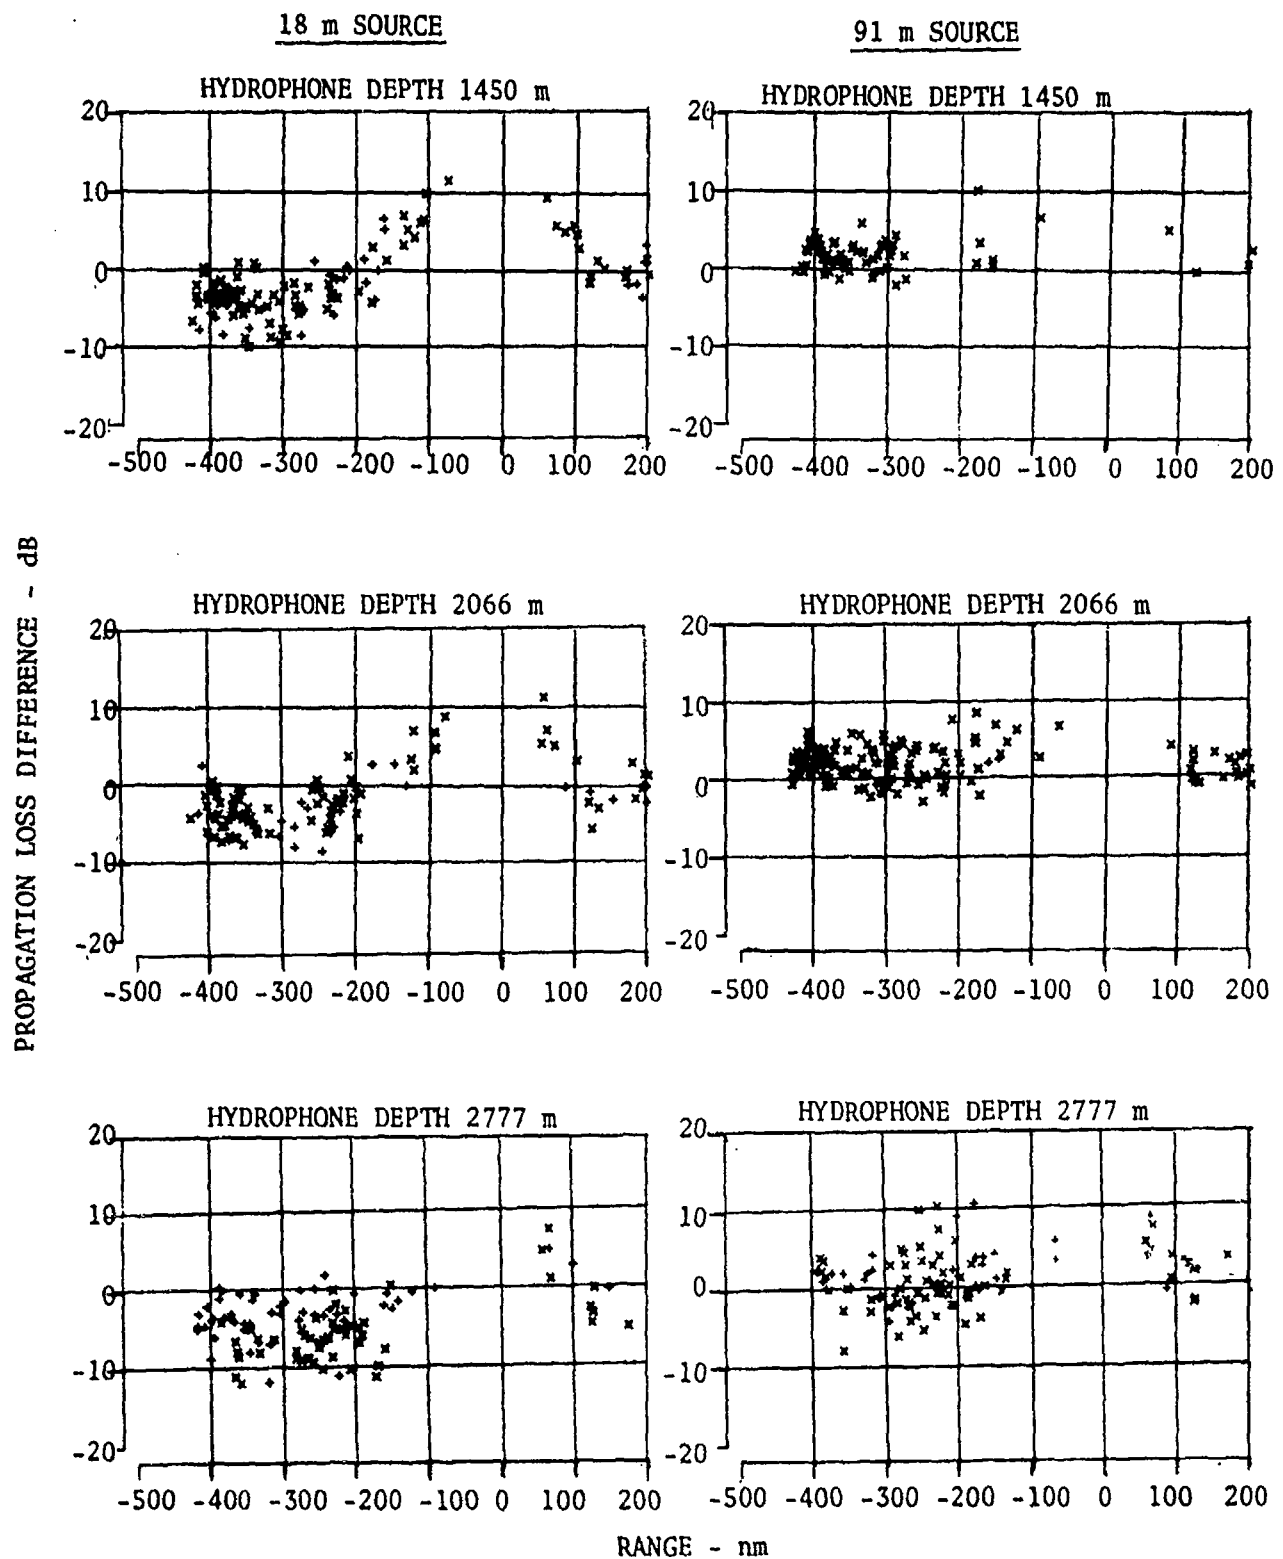 18 m SOURCE
91 m SOURCE
HYDROPHONE DEPTH 1450 m
HYDROPHONE DEPTH 1450 m
20
10
0
-10
-20
-500 -400 -300 -200 -100 0 100 200
20
10
0
-10
-20
-500 -400 -300 -200 -100 0 100 200
PROPAGATION LOSS DIFFERENCE - dB
HYDROPHONE DEPTH 2066 m
HYDROPHONE DEPTH 2066 m
20
10
0
-10
-20
-500 -400 -300 -200 -100 0 100 200
20
10
0
-10
-20
-500 -400 -300 -200 -100 0 100 200
HYDROPHONE DEPTH 2777 m
HYDROPHONE DEPTH 2777 m
20
10
0
-10
-20
-500 -400 -300 -200 -100 0 100 200
20
10
0
-10
-20
-500 -400 -300 -200 -100 0 100 200
RANGE - nm